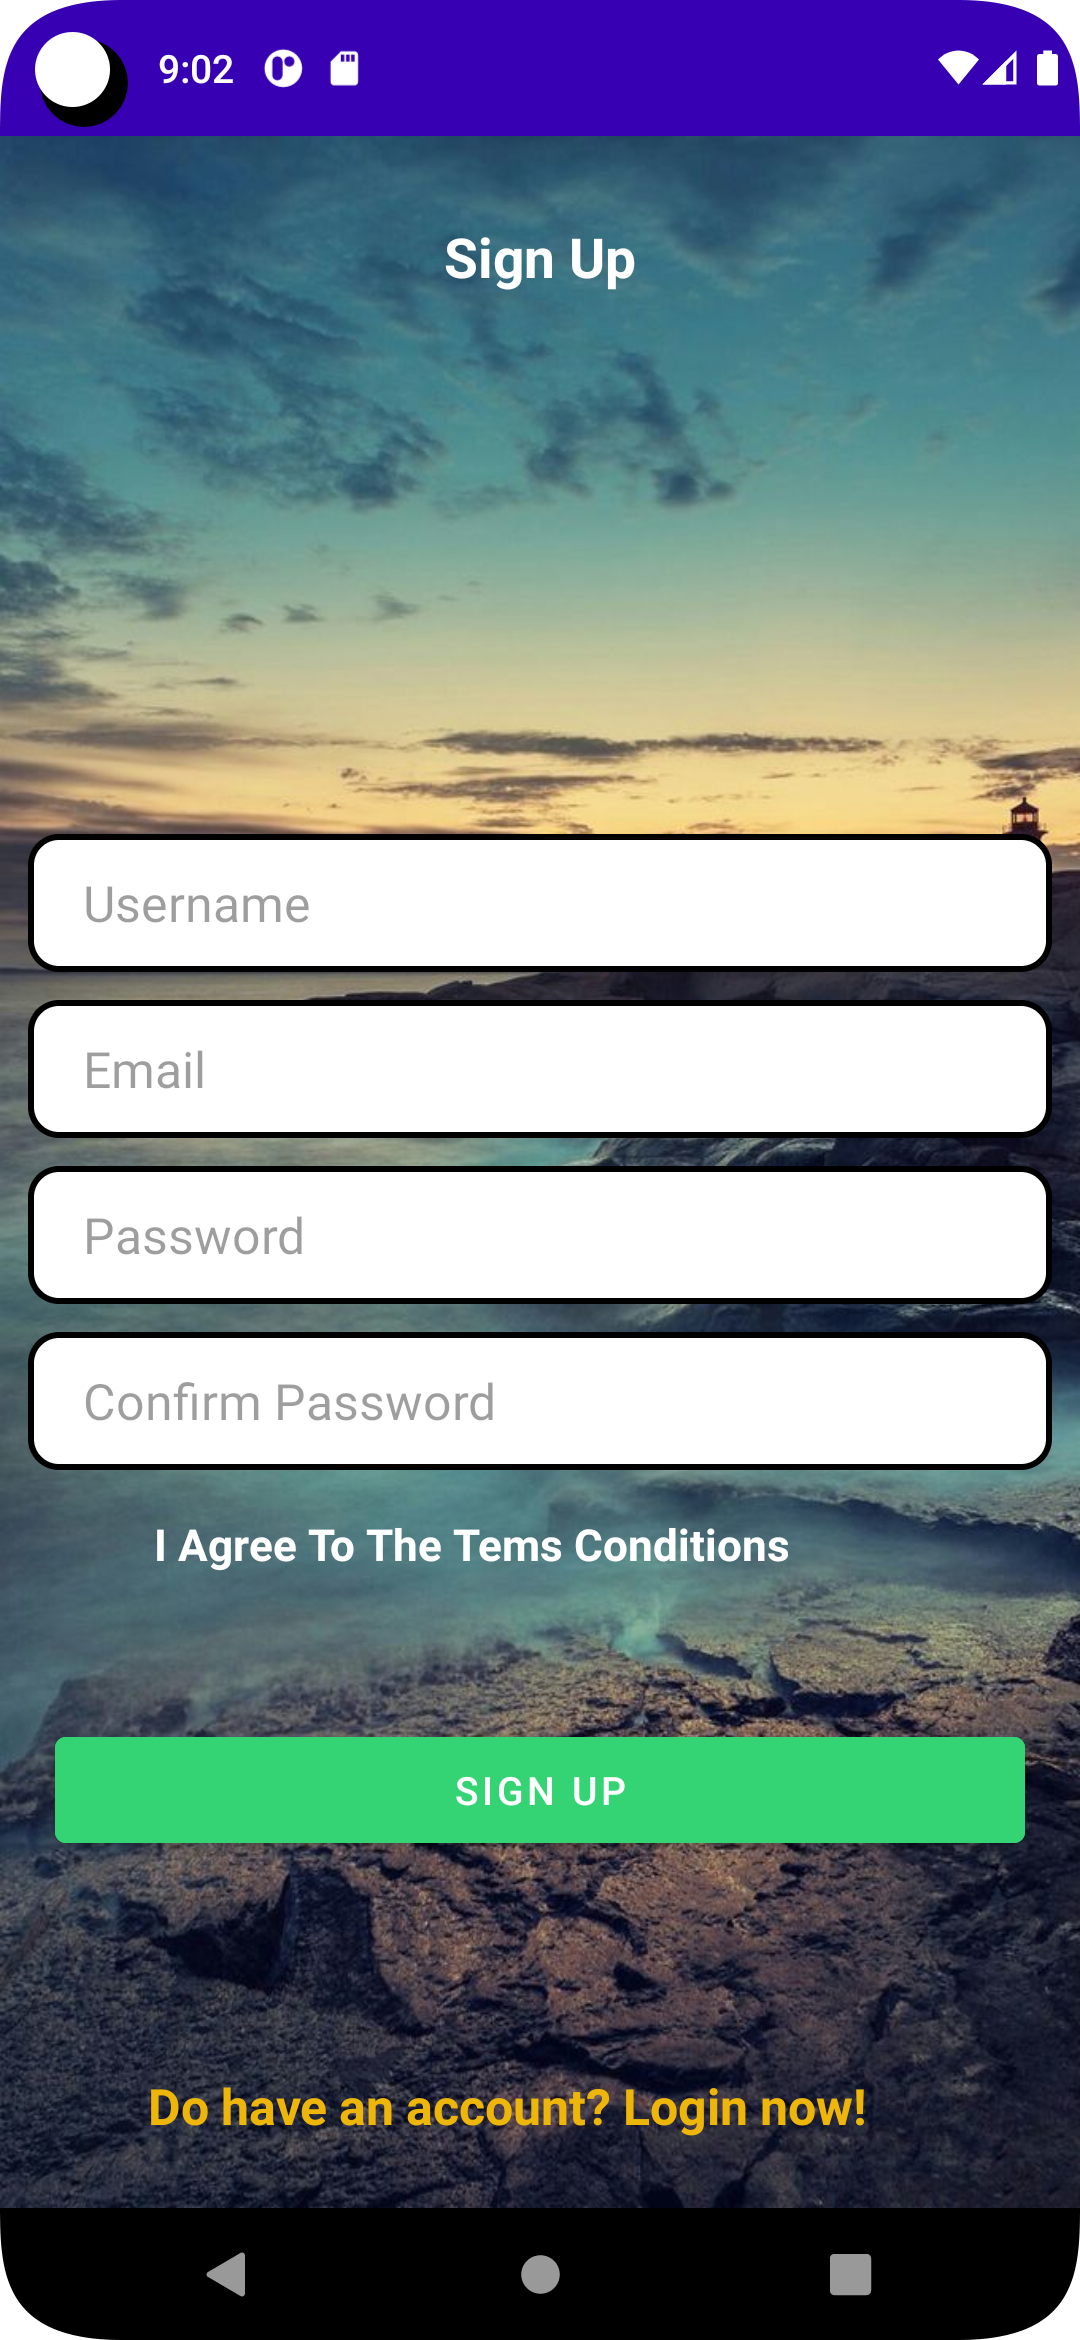 9:02
Sign Up
Username
Email
Password
Confirm Password
I Agree To The Tems Conditions
SIGN UP
Do have an account? Login now!